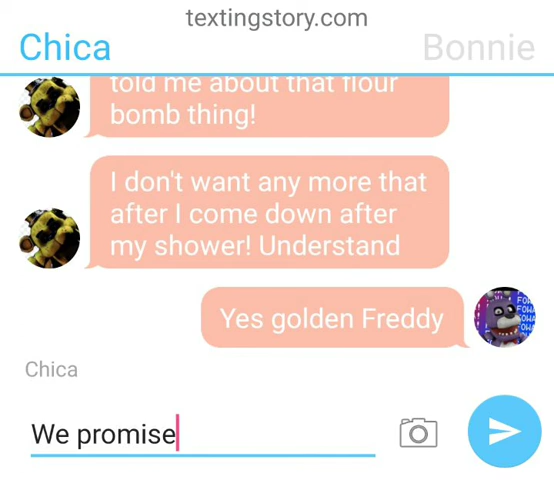 textingstory.com
Chica
Bonnie
told me about that flour
bomb thing!
I don't want any more that
after I come down after
my shower! Understand
Yes golden Freddy
Chica
We promise